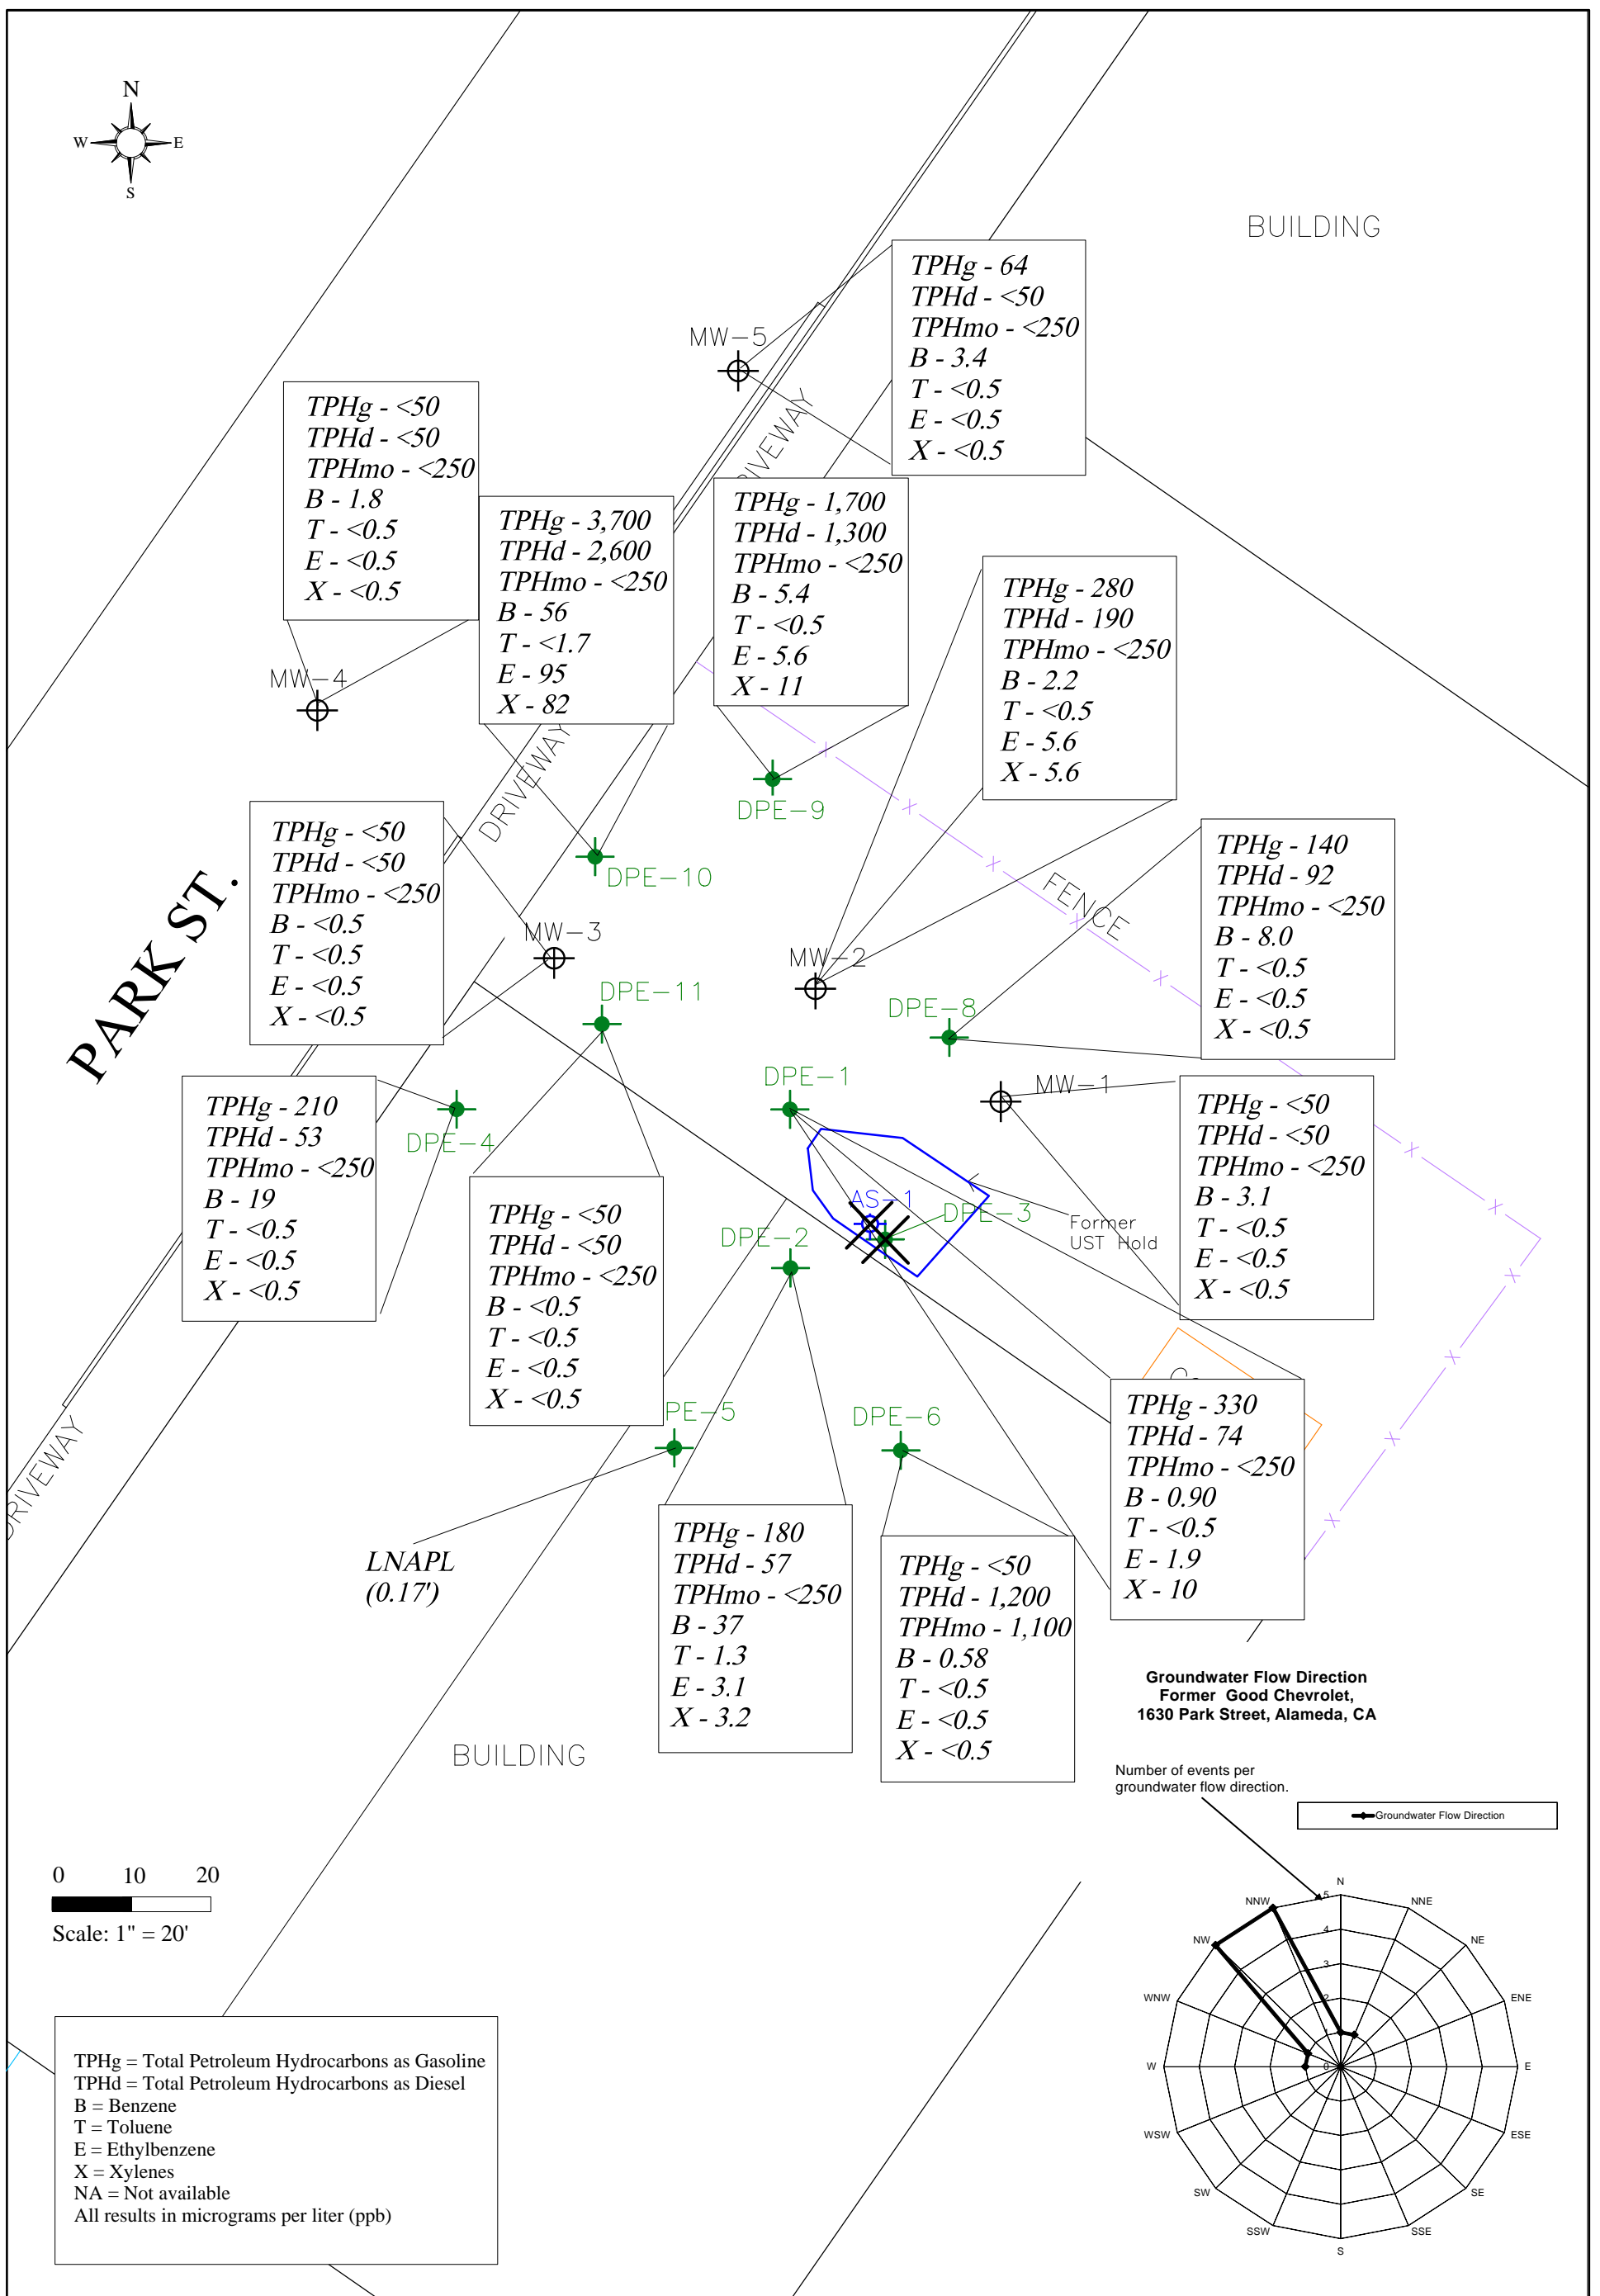 N
W
E
S
BUILDING
TPHg - 64
TPHd - <50
TPHmo - <250
B - 3.4
T - <0.5
E - <0.5
X - <0.5
MW-5
TPHg - <50
TPHd - <50
TPHmo - <250
B - 1.8
T - <0.5
E - <0.5
X - <0.5
MW-4
TPHg - 3,700
TPHd - 2,600
TPHmo - <250
B - 56
T - <1.7
E - 95
X - 82
RIVEWAY
TPHg - 1,700
TPHd - 1,300
TPHmo - <250
B - 5.4
T - <0.5
E - 5.6
X - 11
TPHg - 280
TPHd - 190
TPHmo - <250
B - 2.2
T - <0.5
E - 5.6
X - 5.6
DRIVEWAY
DPE-9
DPE-10
FENCE
PARK ST.
TPHg - <50
TPHd - <50
TPHmo - <250
B - <0.5
T - <0.5
E - <0.5
X - <0.5
MW-3
MW-2
TPHg - 140
TPHd - 92
TPHmo - <250
B - 8.0
T - <0.5
E - <0.5
X - <0.5
DPE-11
DPE-8
DPE-1
MW-1
TPHg - 210
TPHd - 53
TPHmo - <250
B - 19
T - <0.5
E - <0.5
X - <0.5
DPE-4
TPHg - <50
TPHd - <50
TPHmo - <250
B - 3.1
T - <0.5
E - <0.5
X - <0.5
TPHg - <50
TPHd - <50
TPHmo - <250
B - <0.5
T - <0.5
E - <0.5
X - <0.5
AS-1
DPE-3
DPE-2
Former
UST Hold
PE-5
DPE-6
TPHg - 330
TPHd - 74
TPHmo - <250
B - 0.90
T - <0.5
E - 1.9
X - 10
DRIVEWAY
LNAPL
(0.17')
TPHg - 180
TPHd - 57
TPHmo - <250
B - 37
T - 1.3
E - 3.1
X - 3.2
TPHg - <50
TPHd - 1,200
TPHmo - 1,100
B - 0.58
T - <0.5
E - <0.5
X - <0.5
BUILDING
Groundwater Flow Direction
Former Good Chevrolet,
1630 Park Street, Alameda, CA
Number of events per
groundwater flow direction.
Groundwater Flow Direction
N
NNE
NE
ENE
E
ESE
SE
SSE
S
SSW
SW
WSW
W
WNW
NW
NNW
5
4
3
2
1
0
0 10 20
Scale: 1" = 20'
TPHg = Total Petroleum Hydrocarbons as Gasoline
TPHd = Total Petroleum Hydrocarbons as Diesel
B = Benzene
T = Toluene
E = Ethylbenzene
X = Xylenes
NA = Not available
All results in micrograms per liter (ppb)